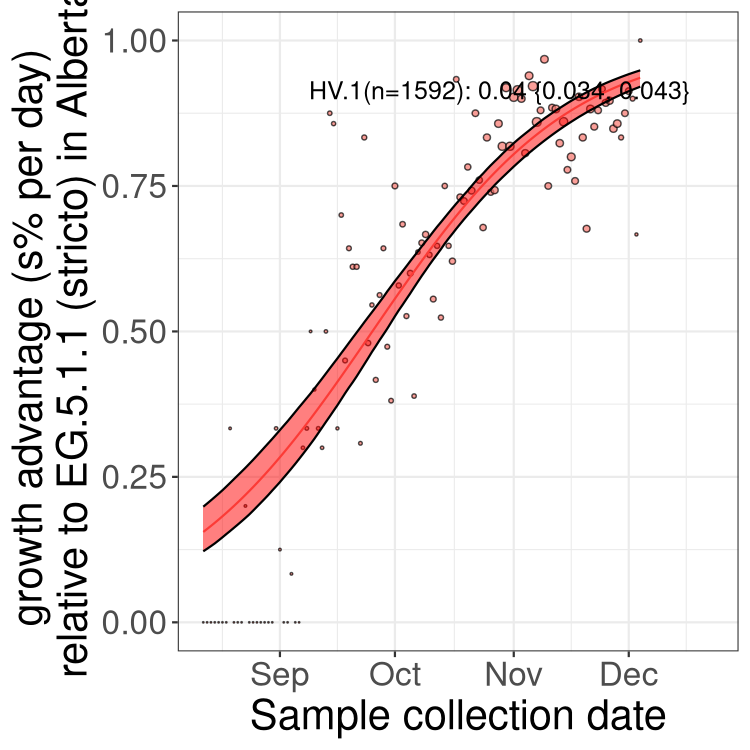 growth advantage (s% per day)
relative to EG.5.1.1 (stricto) in Alberta
1.00
0.75
0.50
0.25
0.00
HV.1(n=1592): 0.04 {0.034, 0.043}
Sep Oct Nov Dec
Sample collection date